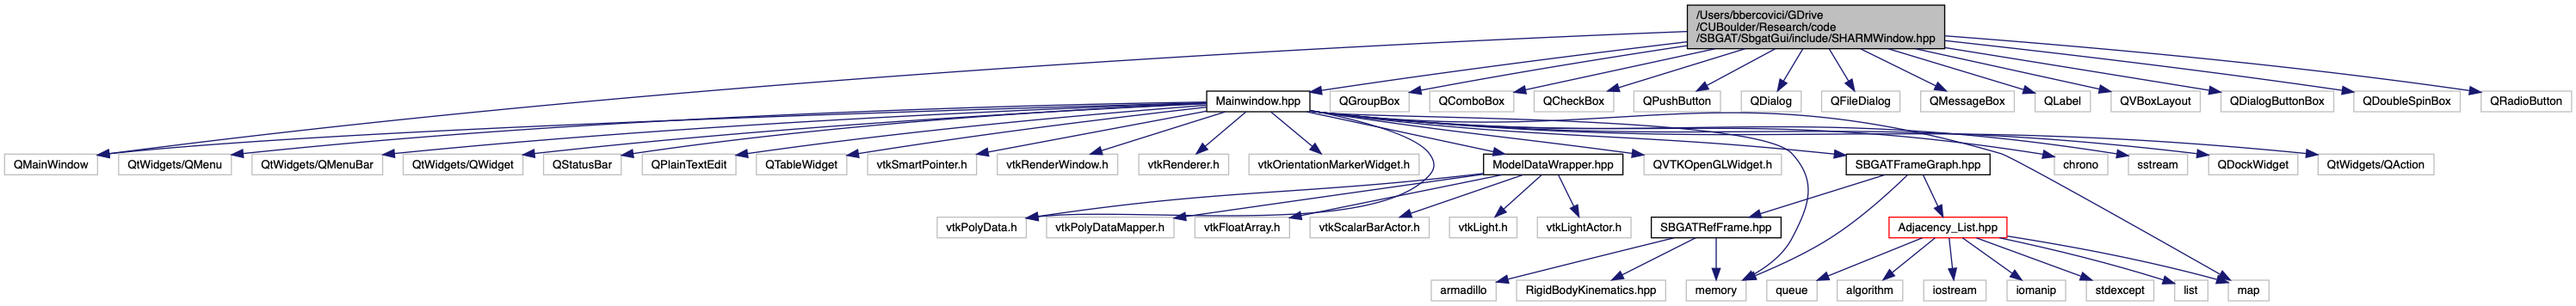 /Users/bbercovici/GDrive
/CUBoulder/Research/code
/SBGAT/SbgatGui/include/SHARMWindow.hpp
Mainwindow.hpp
QGroupBox
QComboBox
QCheckBox
QPushButton
QDialog
QFileDialog
QMessageBox
QLabel
QVBoxLayout
QDialogButtonBox
QDoubleSpinBox
QRadioButton
QMainWindow
QtWidgets/QMenu
QtWidgets/QMenuBar
QtWidgets/QWidget
QStatusBar
QPlainTextEdit
QTableWidget
vtkSmartPointer.h
vtkRenderWindow.h
vtkRenderer.h
vtkOrientationMarkerWidget.h
ModelDataWrapper.hpp
QVTKOpenGLWidget.h
SBGATFrameGraph.hpp
chrono
sstream
QDockWidget
QtWidgets/QAction
vtkPolyData.h
vtkPolyDataMapper.h
vtkFloatArray.h
vtkScalarBarActor.h
vtkLight.h
vtkLightActor.h
SBGATRefFrame.hpp
Adjacency_List.hpp
armadillo
RigidBodyKinematics.hpp
memory
queue
algorithm
iostream
iomanip
stdexcept
list
map